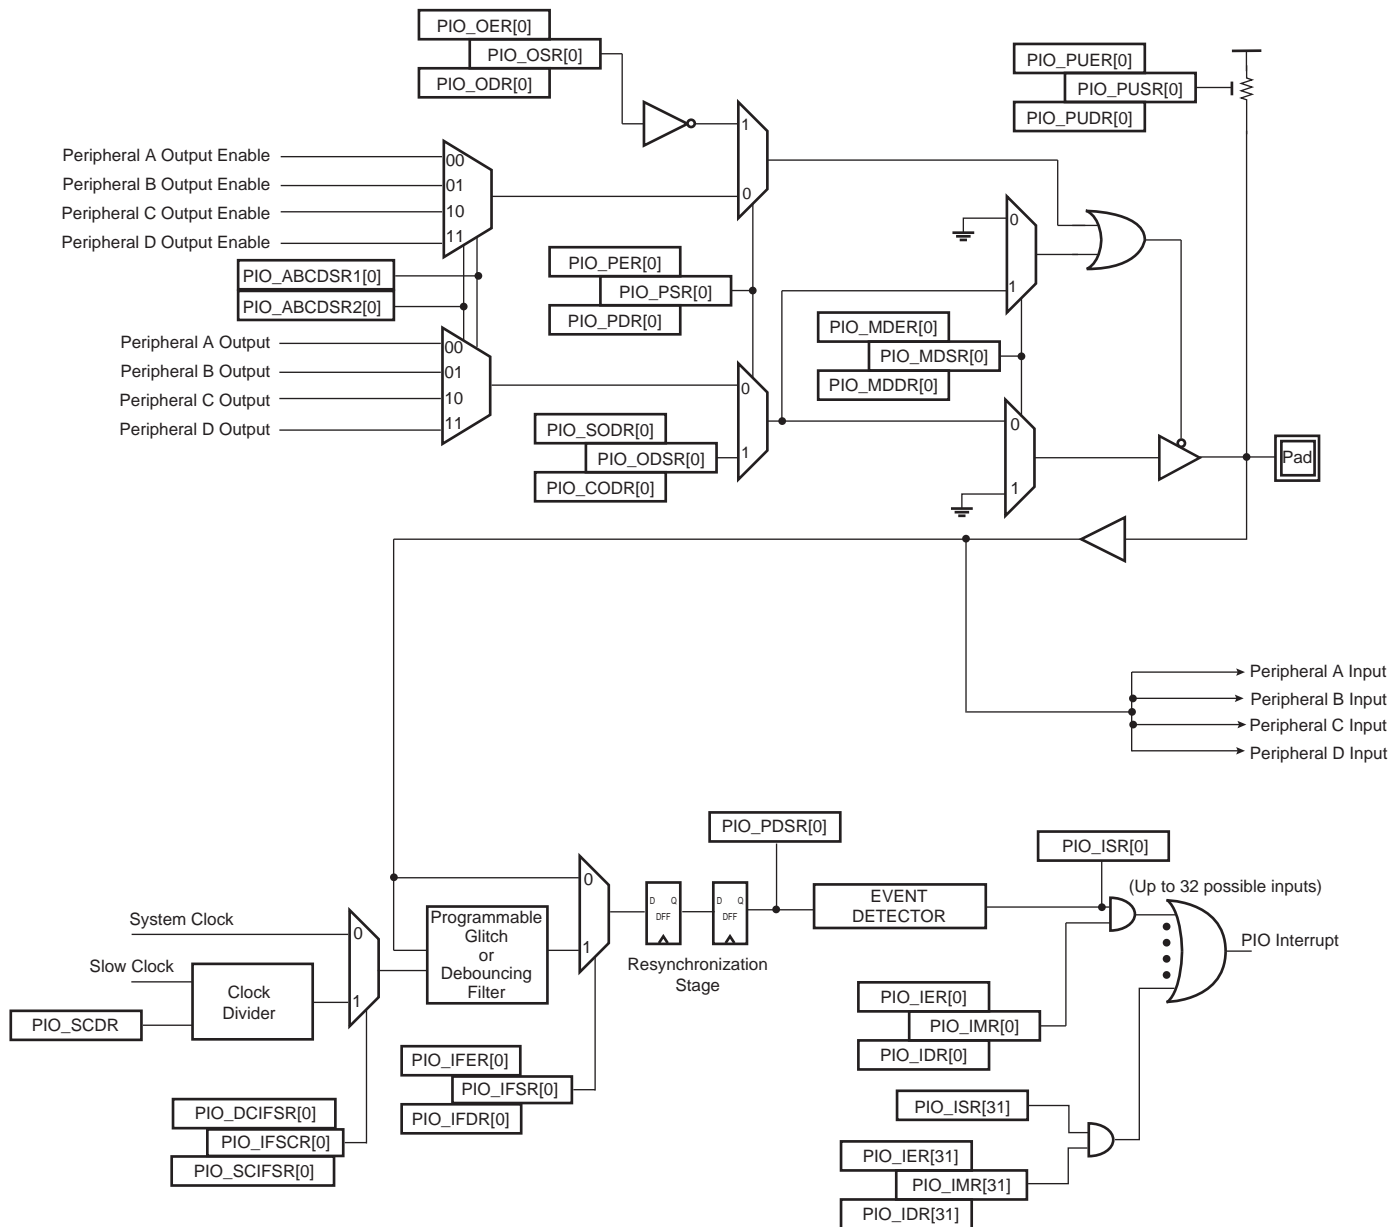 PIO_OER[0]
PIO_OSR[0]
PIO_ODR[0]
PIO_PUER[0]
PIO_PUSR[0]
PIO_PUDR[0]
1
0
Peripheral A Output Enable
Peripheral B Output Enable
Peripheral C Output Enable
Peripheral D Output Enable
00
01
10
11
0
1
PIO_ABCDSR1[0]
PIO_ABCDSR2[0]
PIO_PER[0]
PIO_PSR[0]
PIO_PDR[0]
PIO_MDER[0]
PIO_MDSR[0]
PIO_MDDR[0]
Peripheral A Output
Peripheral B Output
Peripheral C Output
Peripheral D Output
00
01
10
11
0
1
PIO_SODR[0]
PIO_ODSR[0]
PIO_CODR[0]
0
1
Pad
Peripheral A Input
Peripheral B Input
Peripheral C Input
Peripheral D Input
PIO_PDSR[0]
PIO_ISR[0]
(Up to 32 possible inputs)
System Clock
Slow Clock
Clock
Divider
PIO_SCDR
0
1
Programmable
Glitch
or
Debouncing
Filter
0
1
D Q
DFF
D Q
DFF
Resynchronization
Stage
EVENT
DETECTOR
PIO Interrupt
PIO_IER[0]
PIO_IMR[0]
PIO_IDR[0]
PIO_IFER[0]
PIO_IFSR[0]
PIO_IFDR[0]
PIO_DCIFSR[0]
PIO_IFSCR[0]
PIO_SCIFSR[0]
PIO_ISR[31]
PIO_IER[31]
PIO_IMR[31]
PIO_IDR[31]